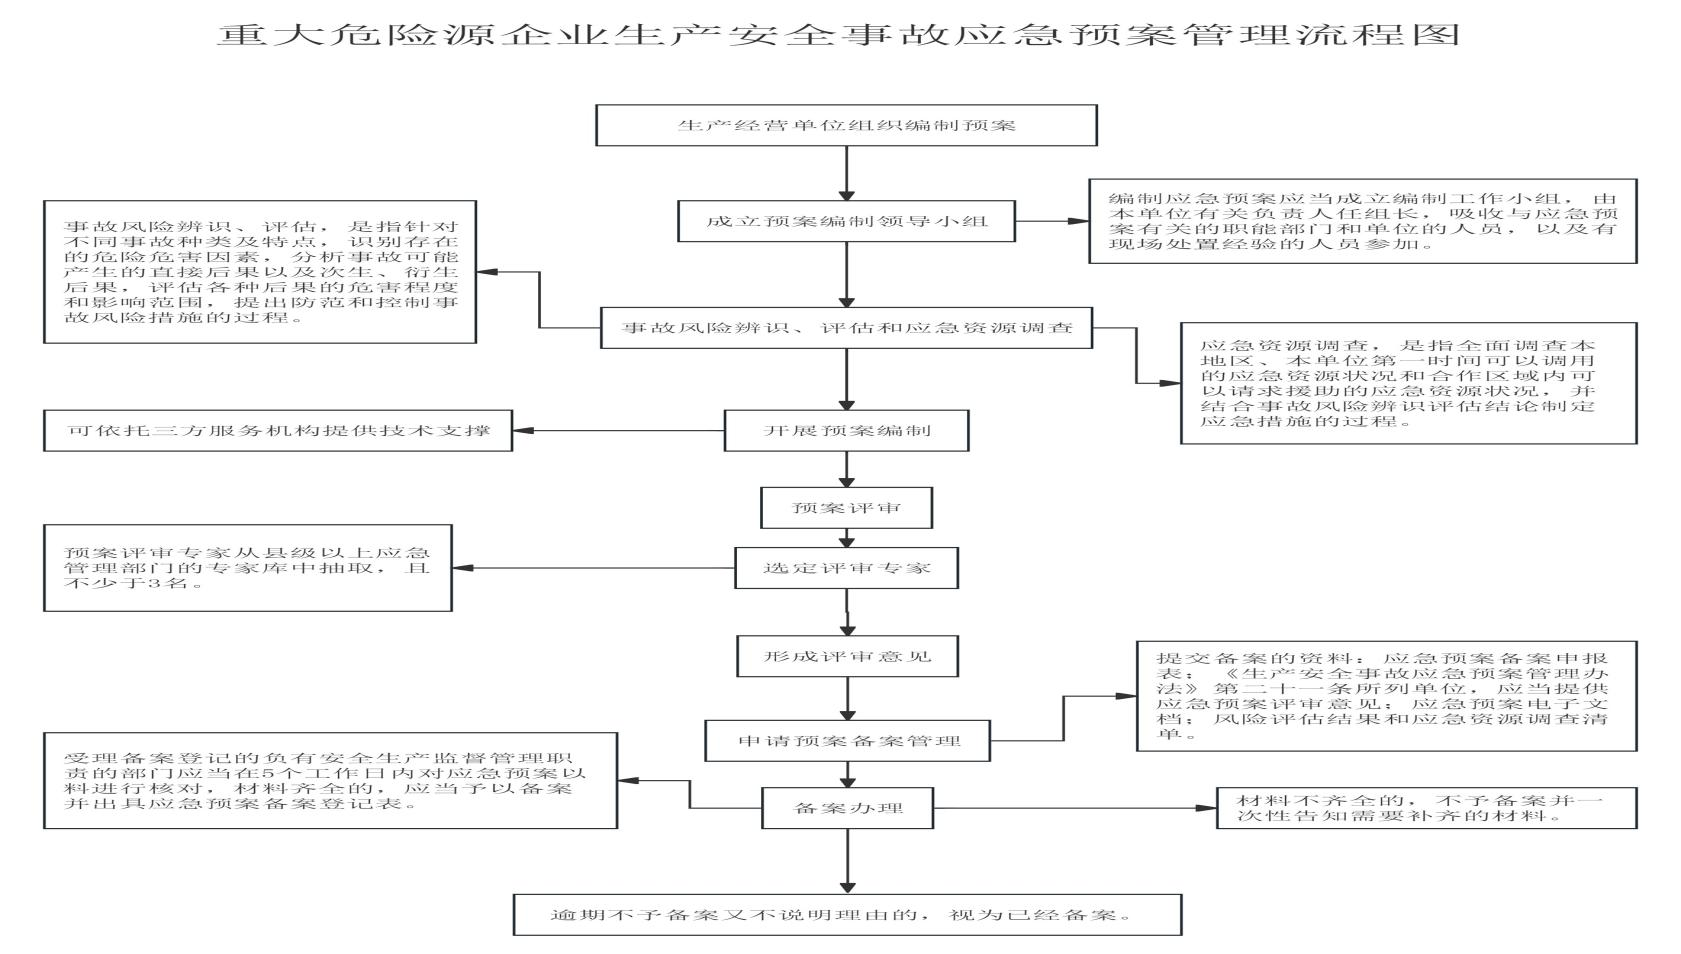 重大危险源企业生产安全事故应急预案管理流程图
生产经营单位组织编制预案
成立预案编制领导小组
编制应急预案应当成立编制工作小组，由
本单位有关负责人任组长，吸收与应急预
案有关的职能部门和单位的人员，以及有
现场处置经验的人员参加。
事故风险辨识、评估，是指针对
不同事故种类及特点，识别存在
的危险危害因素，分析事故可能
产生的直接后果以及次生、衍生
后果，评估各种后果的危害程度
和影响范围，提出防范和控制事
故风险措施的过程。
事故风险辨识、评估和应急资源调查
应急资源调查，是指全面调查本
地区、本单位第一时间可以调用
的应急资源状况和合作区域内可
以请求援助的应急资源状况，并
结合事故风险辨识评估结论制定
应急措施的过程。
可依托三方服务机构提供技术支撑
开展预案编制
预案评审
预案评审专家从县级以上应急
管理部门的专家库中抽取，且
不少于3名。
选定评审专家
形成评审意见
提交备案的资料：应急预案备案申报
表；《生产安全事故应急预案管理办
法》第二十一条所列单位，应当提供
应急预案评审意见；应急预案电子文
档；风险评估结果和应急资源调查清
单。
申请预案备案管理
受理备案登记的负有安全生产监督管理职
责的部门应当在5个工作日内对应急预案以
料进行核对，材料齐全的，应当予以备案
并出具应急预案备案登记表。
备案办理
材料不齐全的，不予备案并一
次性告知需要补齐的材料。
逾期不予备案又不说明理由的，视为已经备案。